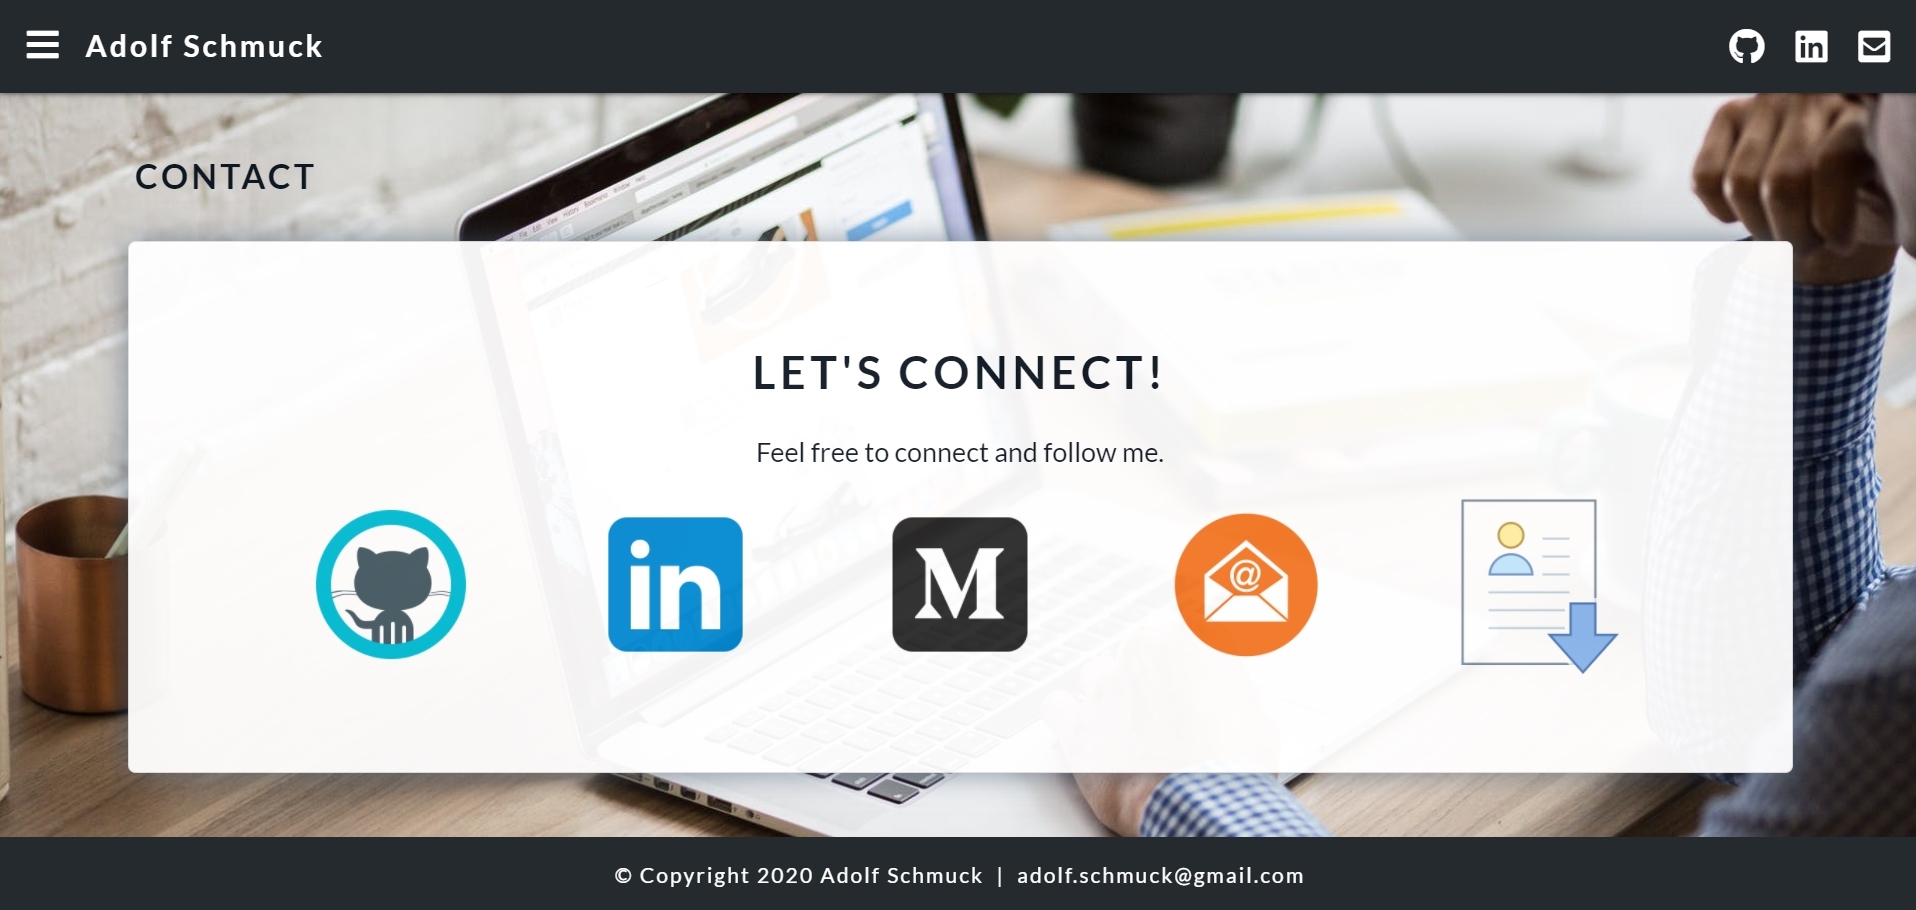 Adolf Schmuck
in
CONTACT
LET'S CONNECT!
Feel free to connect and follow me.
in
M
@
© Copyright 2020 Adolf Schmuck | adolf.schmuck@gmail.com